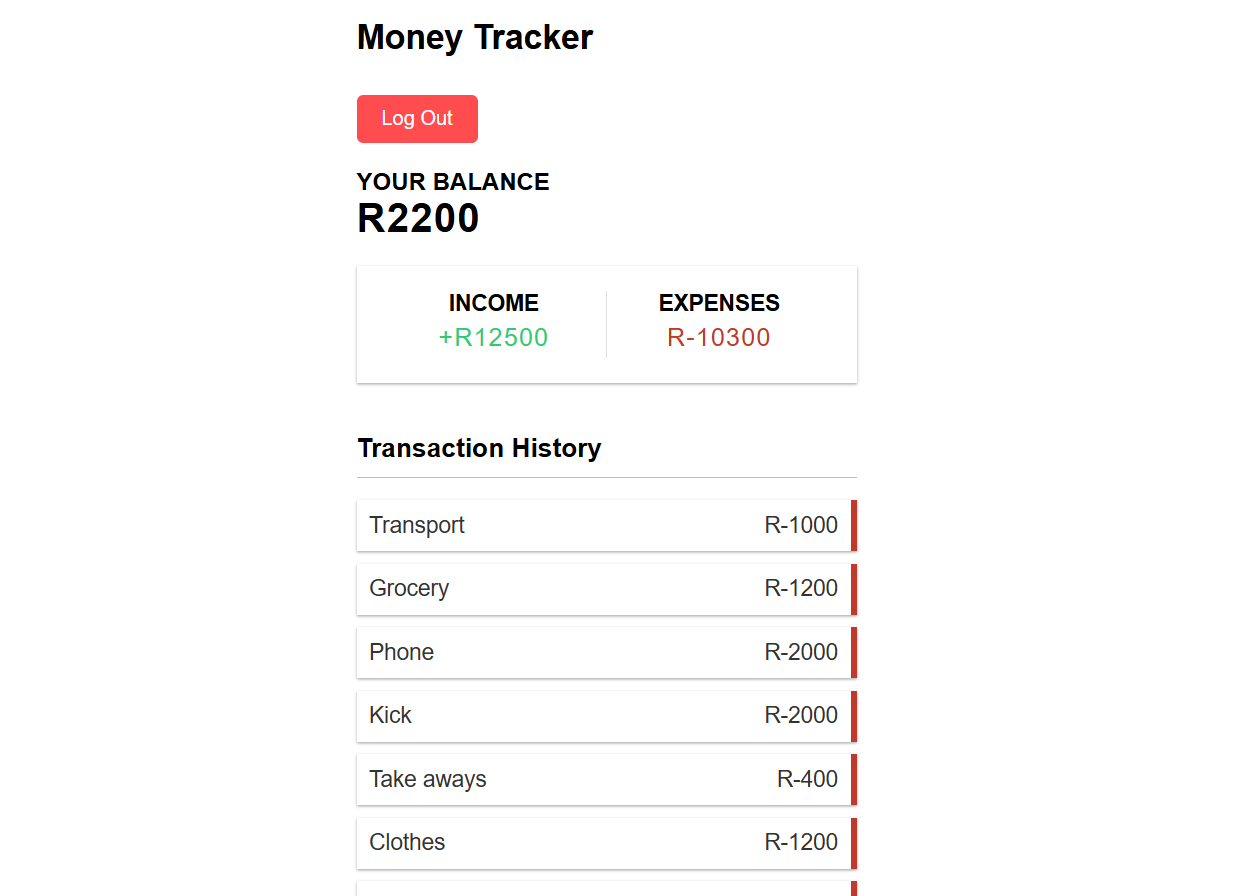 Money Tracker
Log Out
YOUR BALANCE
R2200
INCOME EXPENSES
+R12500 R-10300
Transaction History
Transport R-1000
Grocery R-1200
Phone R-2000
Kick R-2000
Take aways R-400
Clothes R-1200